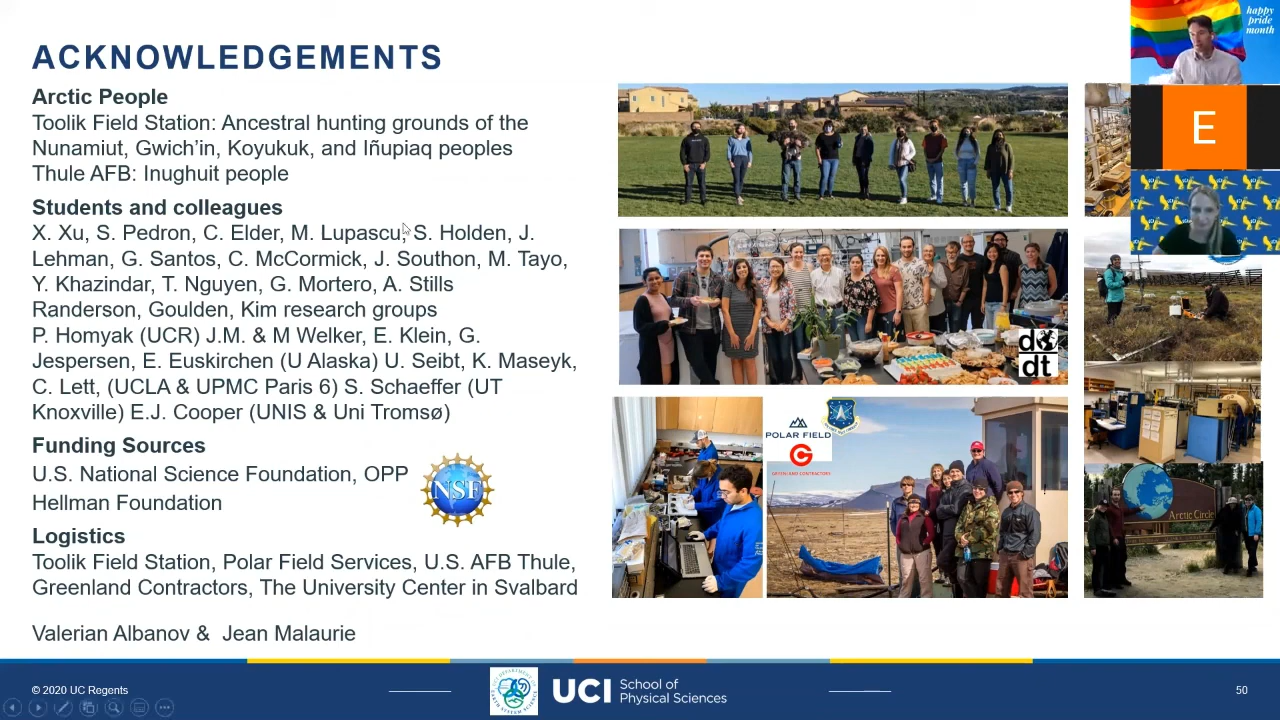 ACKNOWLEDGEMENTS
Arctic People
Toolik Field Station: Ancestral hunting grounds of the
Nunamiut, Gwich’in, Koyukuk, and Iñupiaq peoples
Thule AFB: Inughuit people
Students and colleagues
X. Xu, S. Pedron, C. Elder, M. Lupascu, S. Holden, J.
Lehman, G. Santos, C. McCormick, J. Southon, M. Tayo,
Y. Khazindar, T. Nguyen, G. Mortero, A. Stills
Randerson, Goulden, Kim research groups
P. Homyak (UCR) J.M. & M Welker, E. Klein, G.
Jespersen, E. Euskirchen (U Alaska) U. Seibt, K. Maseyk,
C. Lett, (UCLA & UPMC Paris 6) S. Schaeffer (UT
Knoxville) E.J. Cooper (UNIS & Uni Tromsø)
Funding Sources
U.S. National Science Foundation, OPP
Hellman Foundation
NSF
Logistics
Toolik Field Station, Polar Field Services, U.S. AFB Thule,
Greenland Contractors, The University Center in Svalbard
Valerian Albanov & Jean Malaurie
happy
pride
month
E
d
dt
POLAR FIELD
GREENLAND CONTRACTORS
Arctic Circle
© 2020 UC Regents
UCI
School of
Physical Sciences
50